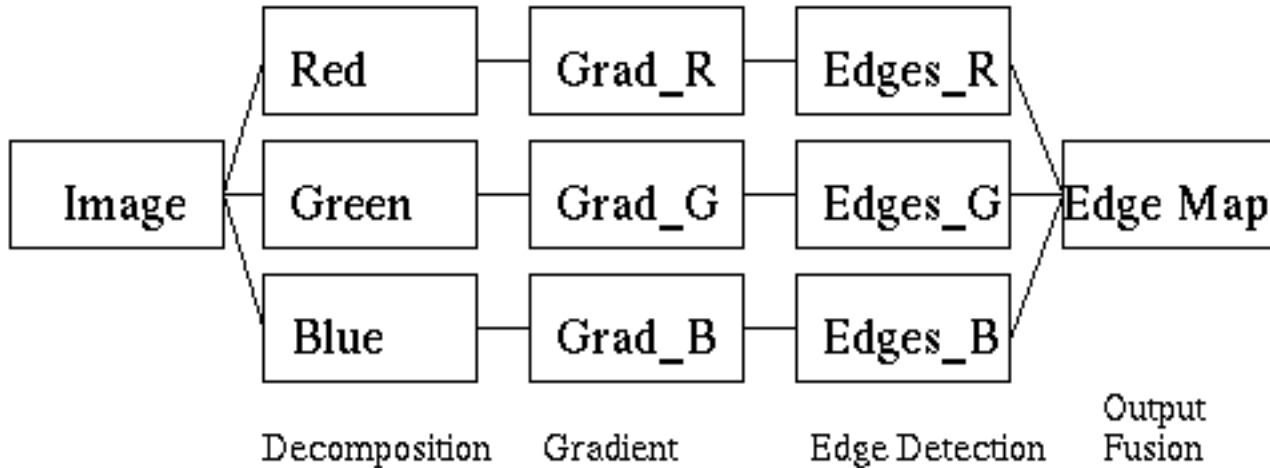 Red Grad_R Edges_R
Image Green Grad_G Edges_G Edge Map
Blue Grad_B Edges_B
Decomposition Gradient Edge Detection Output
Fusion